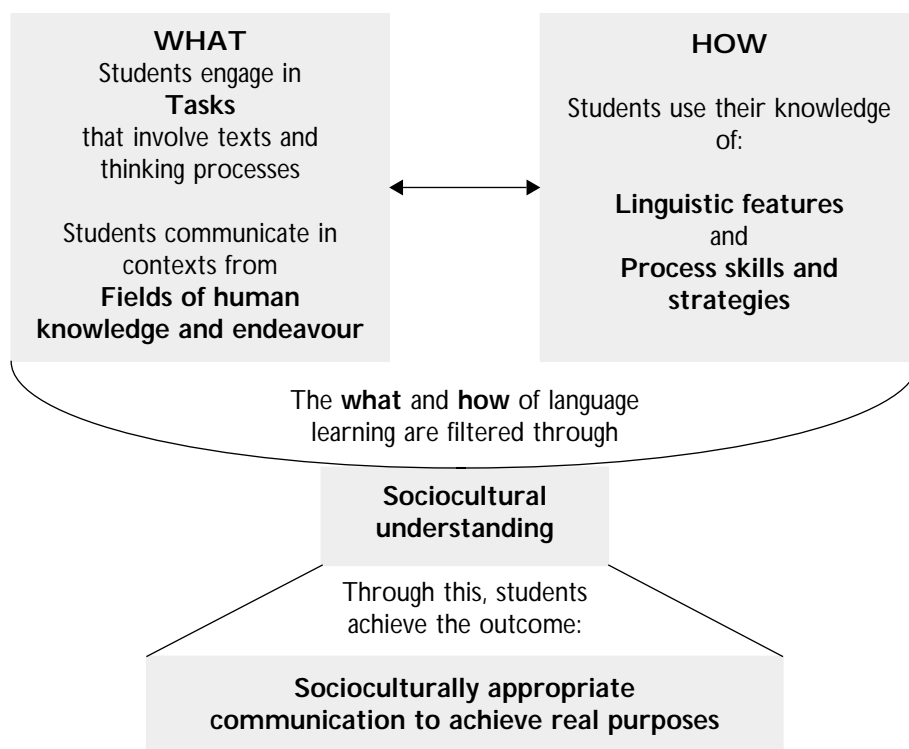 WHAT
Students engage in
Tasks
that involve texts and
thinking processes
Students communicate in
contexts from
Fields of human
knowledge and endeavour
HOW
Students use their knowledge
of:
Linguistic features
and
Process skills and
strategies
The what and how of language
learning are filtered through
Sociocultural
understanding
Through this, students
achieve the outcome:
Socioculturally appropriate
communication to achieve real purposes